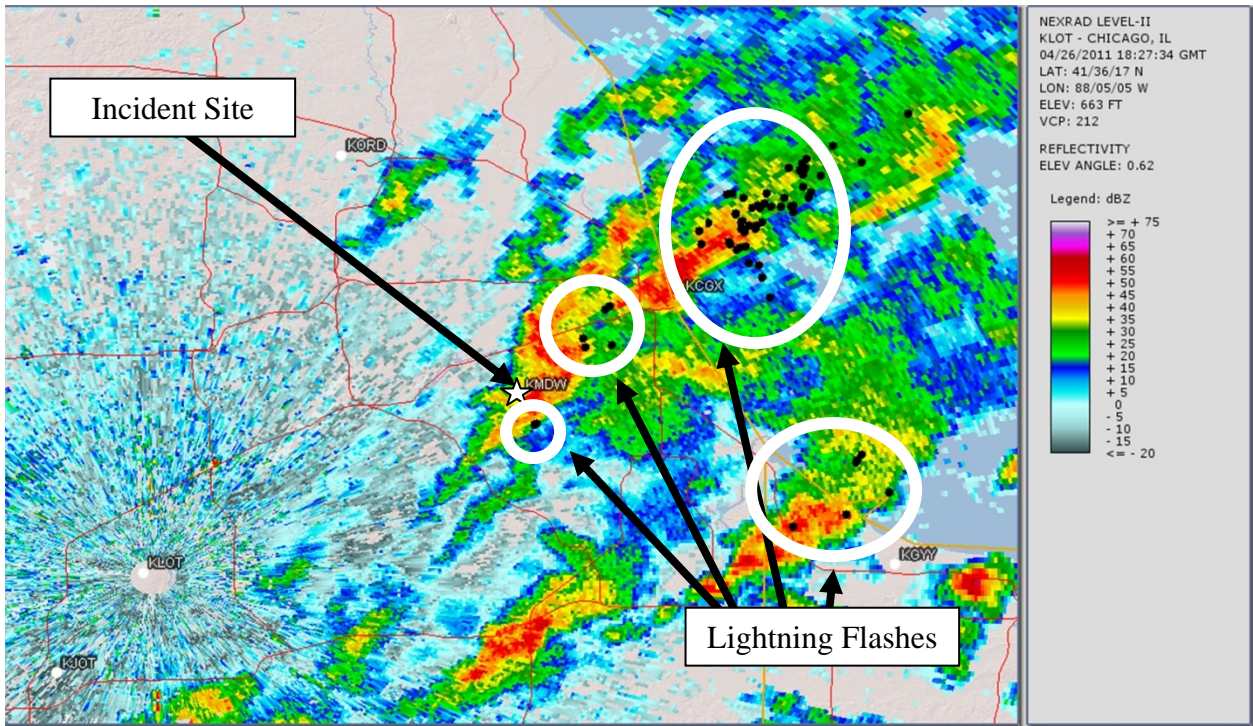 Incident Site
KORD
KCGX
KMDW
KLOT
KGYY
KJOT
Lightning Flashes
NEXRAD LEVEL-II
KLOT - CHICAGO, IL
04/26/2011 18:27:34 GMT
LAT: 41/36/17 N
LON: 88/05/05 W
ELEV: 663 FT
VCP: 212
REFLECTIVITY
ELEV ANGLE: 0.62
Legend: dBZ
>= + 75
+ 70
+ 65
+ 60
+ 55
+ 50
+ 45
+ 40
+ 35
+ 30
+ 25
+ 20
+ 15
+ 10
+ 5
0
- 5
- 10
- 15
<= - 20